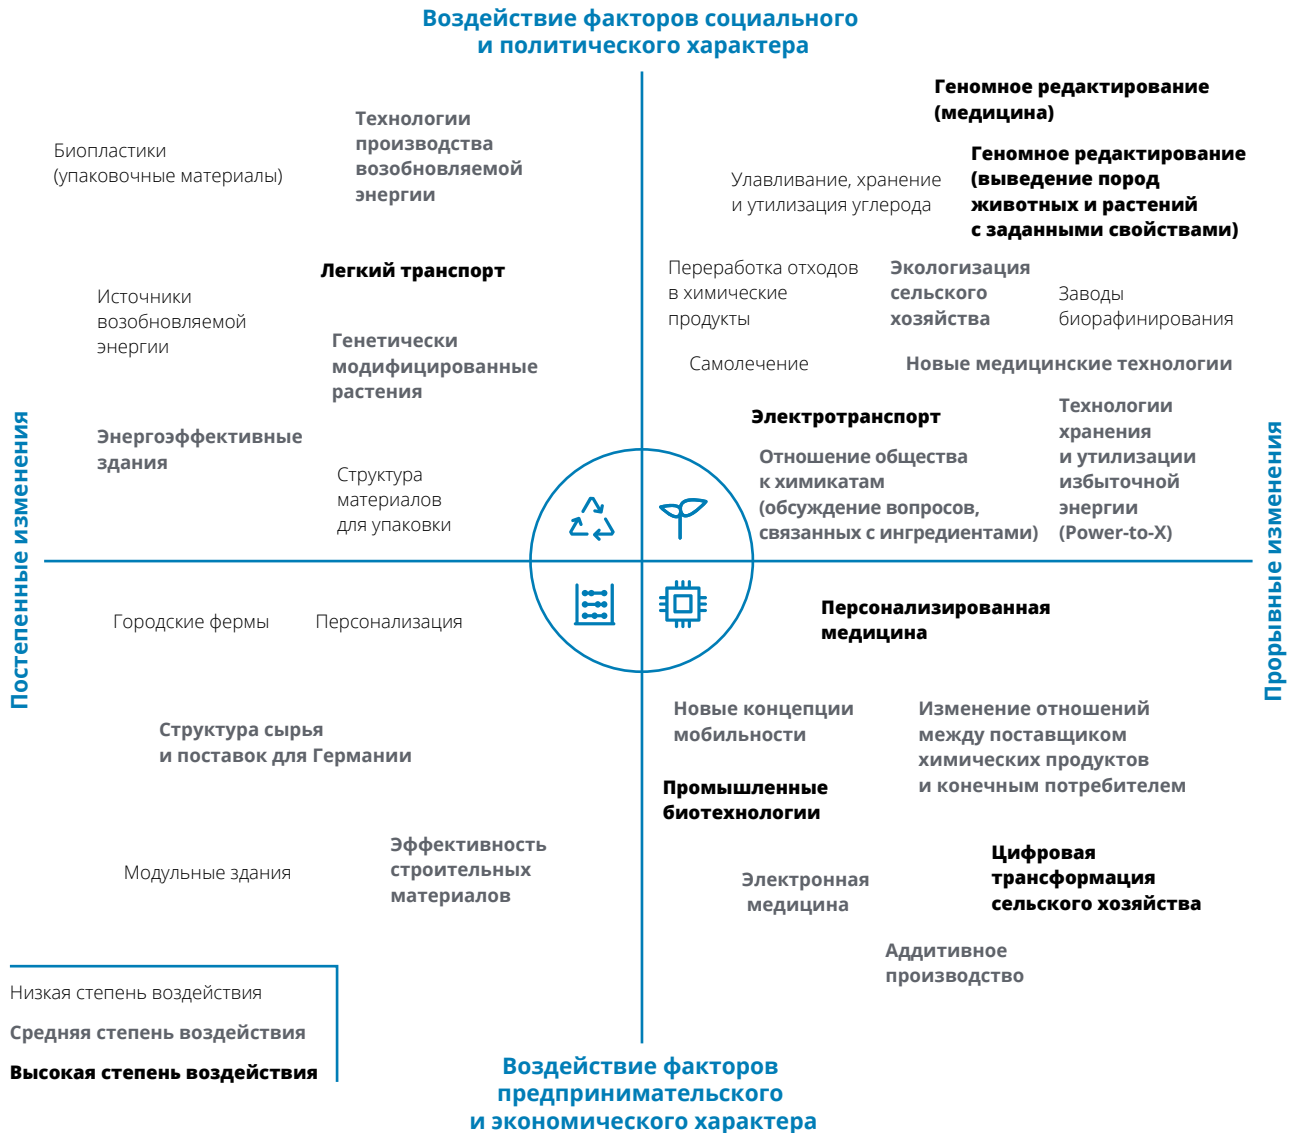 Воздействие факторов социального
и политического характера
Постепенные изменения
Биопластики
(упаковочные материалы)
Технологии
производства
возобновляемой
энергии
Легкий транспорт
Источники
возобновляемой
энергии
Генетически
модифицированные
растения
Энергоэффективные
здания
Структура
материалов
для упаковки
Геномное редактирование
(медицина)
Геномное редактирование
(выведение пород
животных и растений
с заданными свойствами)
Улавливание, хранение
и утилизация углерода
Переработка отходов
в химические
продукты
Экологизация
сельского
хозяйства
Заводы
биорафинирования
Самолечение
Новые медицинские технологии
Электротранспорт
Отношение общества
к химикатам
(обсуждение вопросов,
связанных с ингредиентами)
Технологии
хранения
и утилизации
избыточной
энергии
(Power-to-X)
Прорывные изменения
Городские фермы
Персонализация
Структура сырья
и поставок для Германии
Модульные здания
Эффективность
строительных
материалов
Персонализированная
медицина
Новые концепции
мобильности
Изменение отношений
между поставщиком
химических продуктов
и конечным потребителем
Промышленные
биотехнологии
Электронная
медицина
Цифровая
трансформация
сельского хозяйства
Аддитивное
производство
Низкая степень воздействия
Средняя степень воздействия
Высокая степень воздействия
Воздействие факторов
предпринимательского
и экономического характера